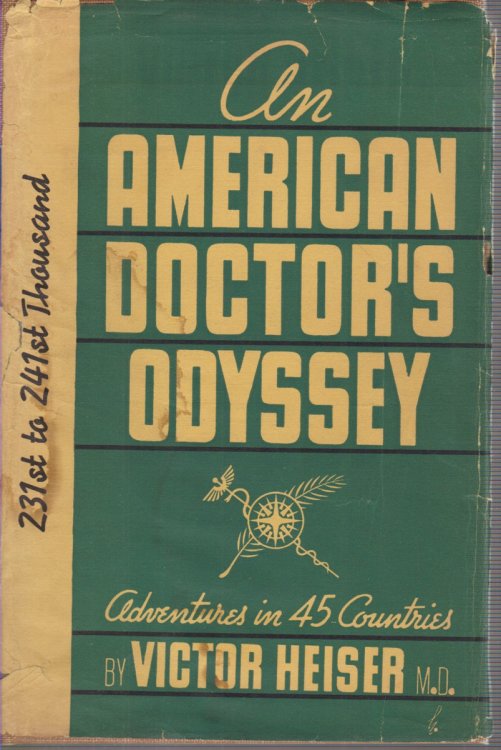 An
AMERICAN
DOCTOR'S
ODYSSEY
Adventures in 45 Countries
BY VICTOR HEISER M.D.
231st to 241st Thousand